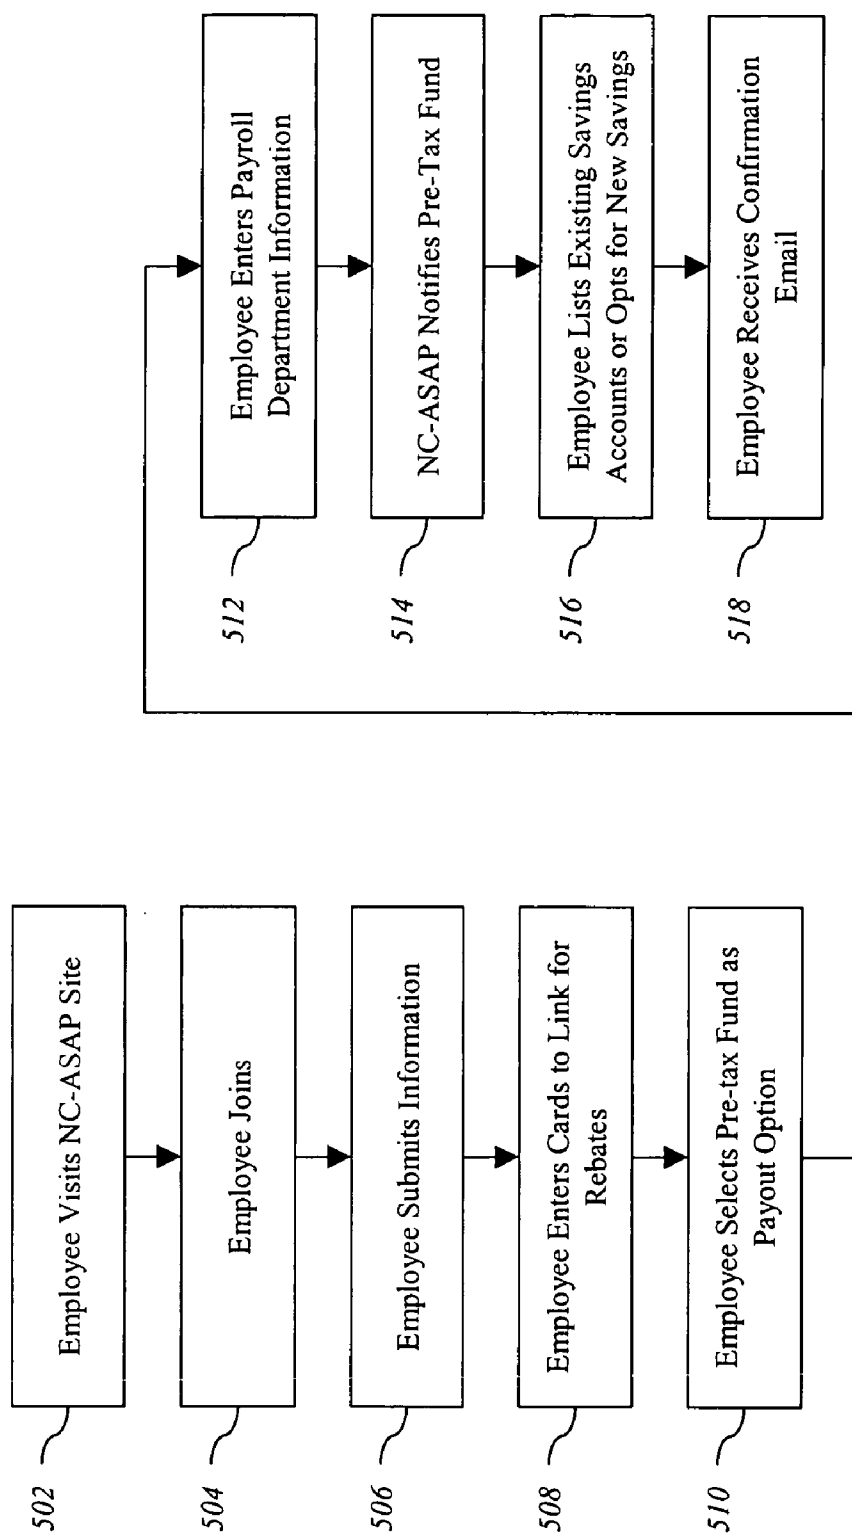 502
Employee Visits NC-ASAP Site
504
Employee Joins
506
Employee Submits Information
508
Employee Enters Cards to Link for
Rebates
510
Employee Selects Pre-tax Fund as
Payout Option
512
Employee Enters Payroll
Department Information
514
NC-ASAP Notifies Pre-Tax Fund
516
Employee Lists Existing Savings
Accounts or Opts for New Savings
518
Employee Receives Confirmation
Email